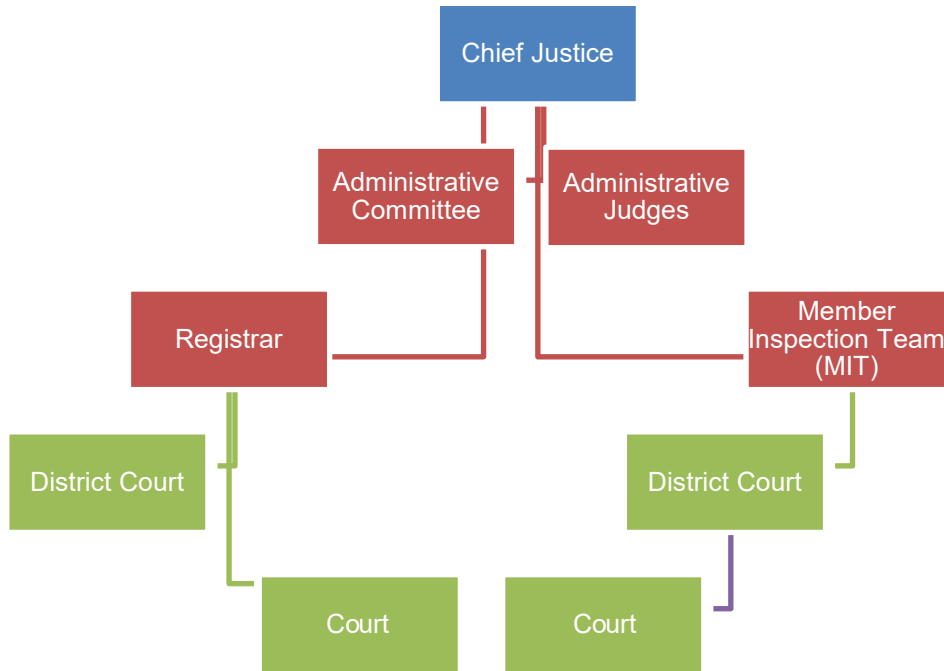 Chief Justice
Administrative
Committee
Administrative
Judges
Registrar
Member
Inspection Team
(MIT)
District Court
District Court
Court
Court